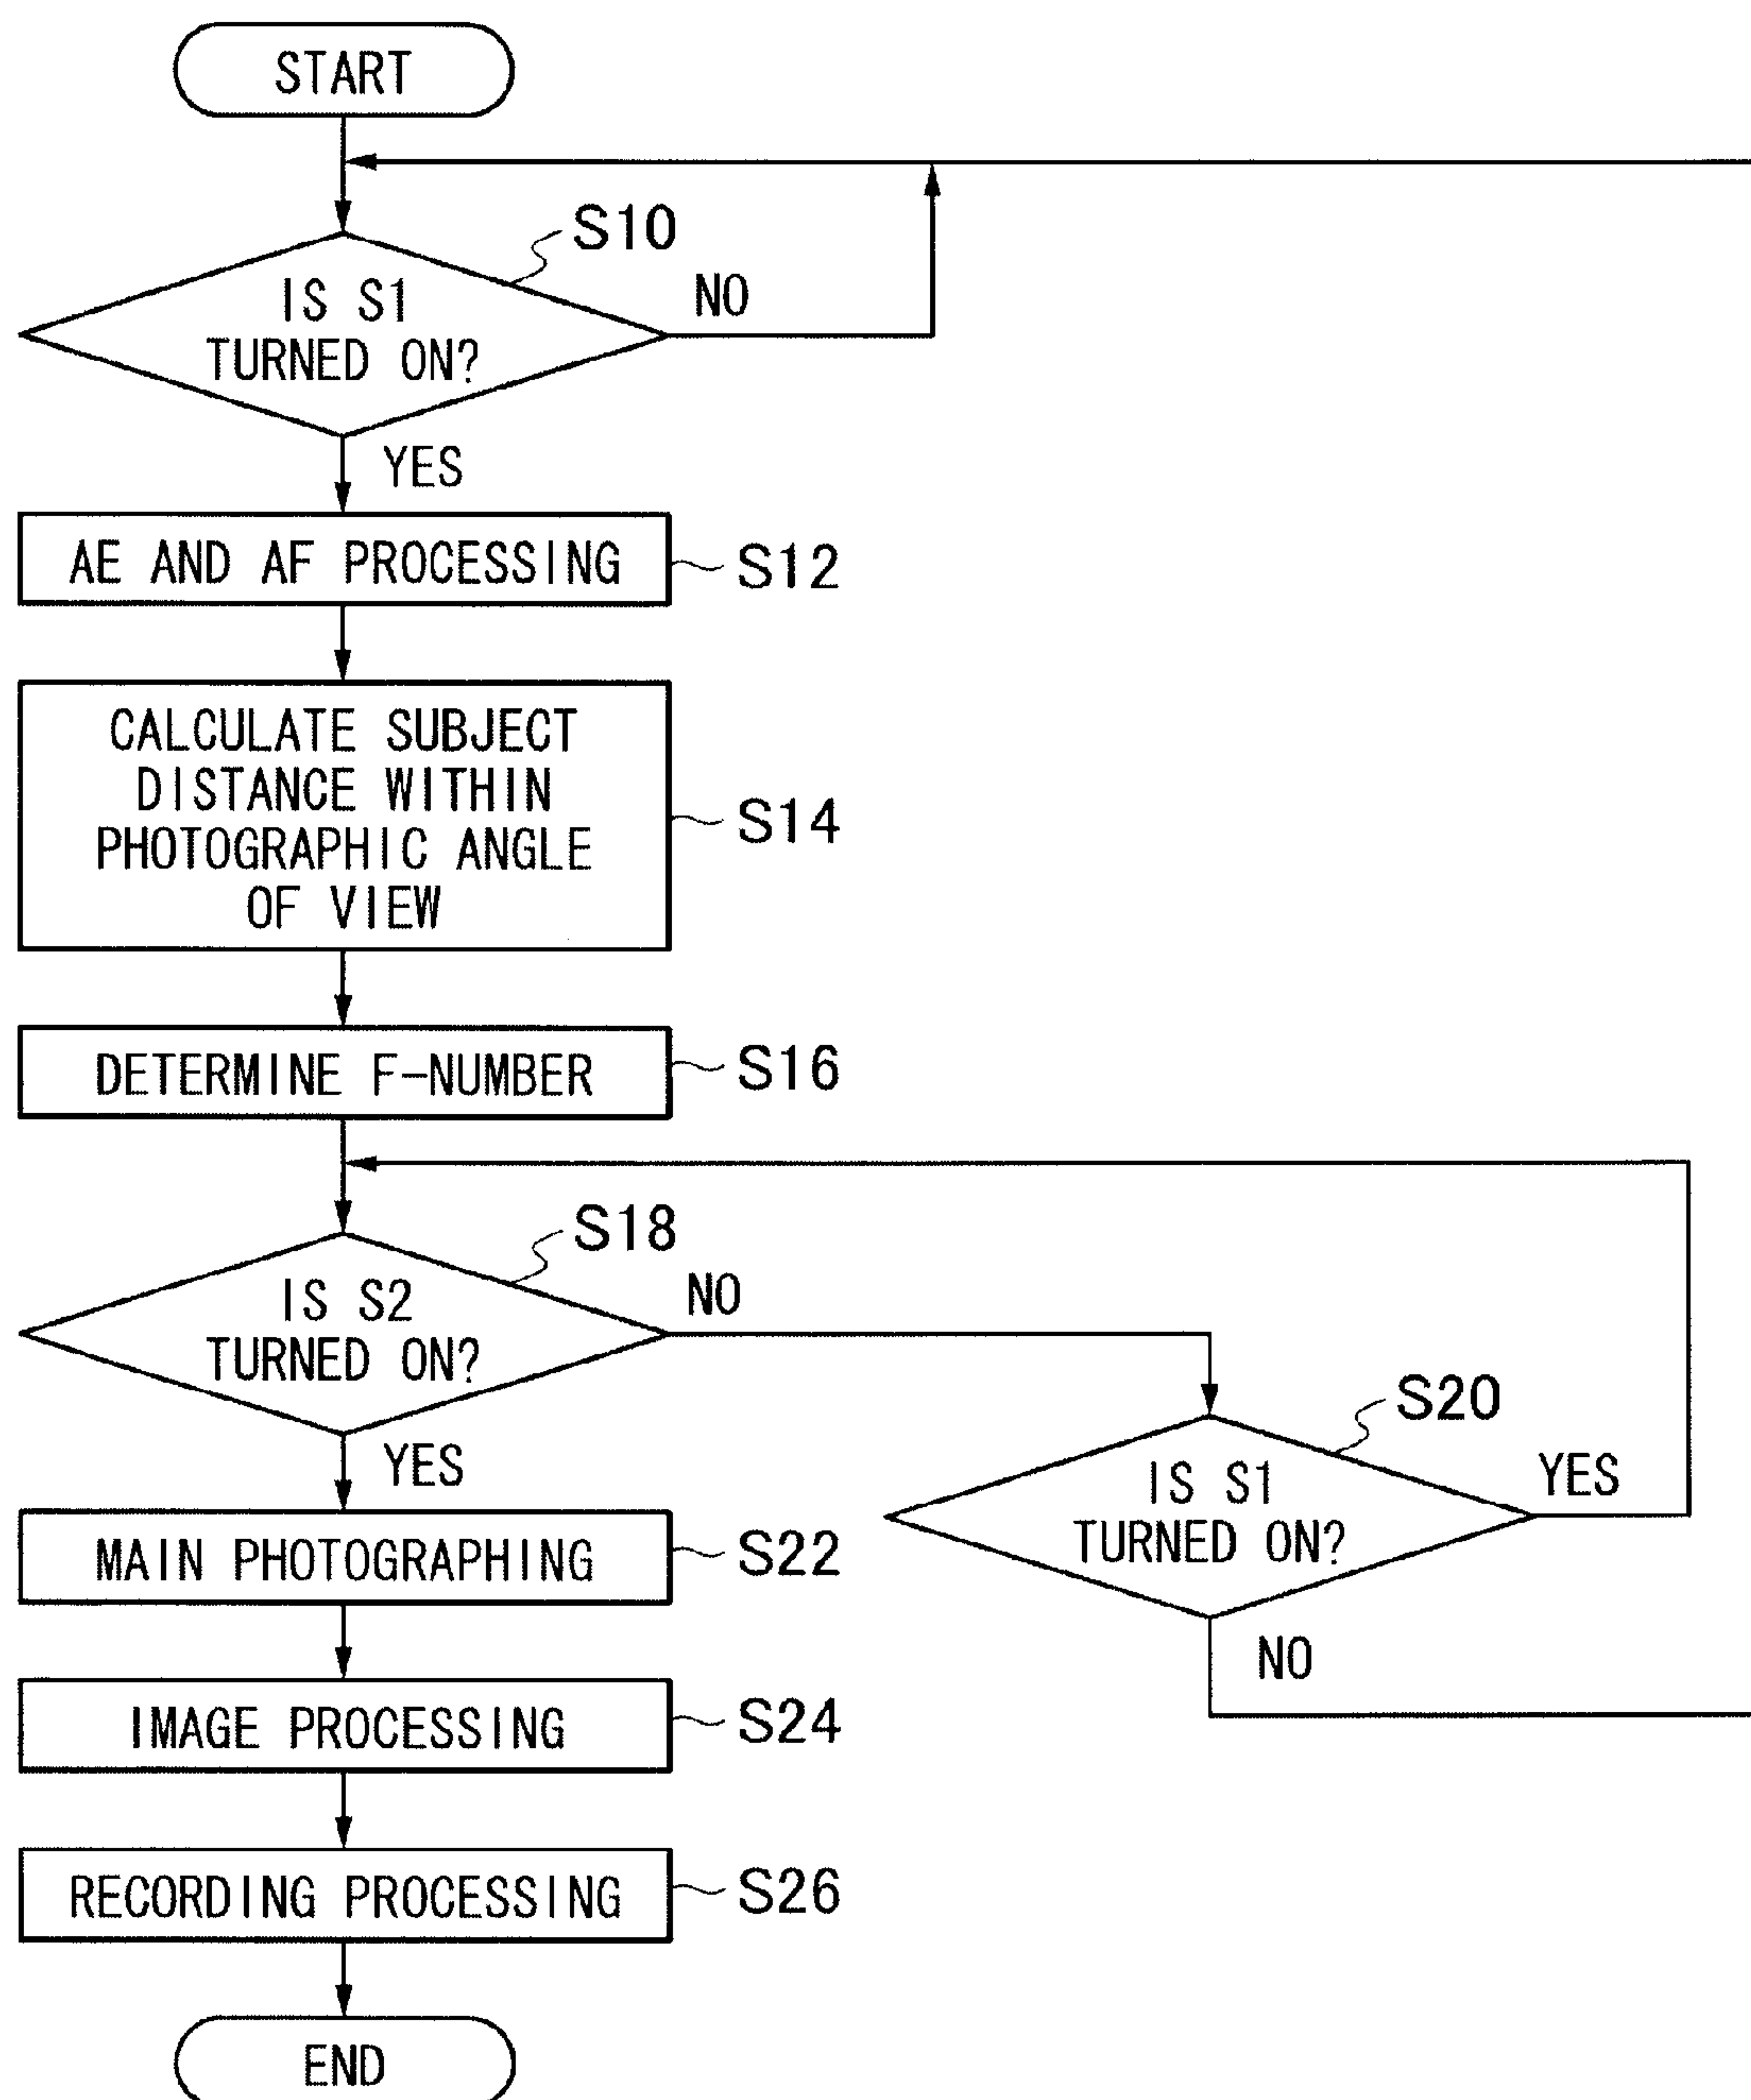 START
S10
IS S1
TURNED ON?
NO
YES
AE AND AF PROCESSING
S12
CALCULATE SUBJECT
DISTANCE WITHIN
PHOTOGRAPHIC ANGLE
OF VIEW
S14
DETERMINE F-NUMBER
S16
S18
IS S2
TURNED ON?
NO
YES
S20
IS S1
TURNED ON?
YES
NO
MAIN PHOTOGRAPHING
S22
IMAGE PROCESSING
S24
RECORDING PROCESSING
S26
END